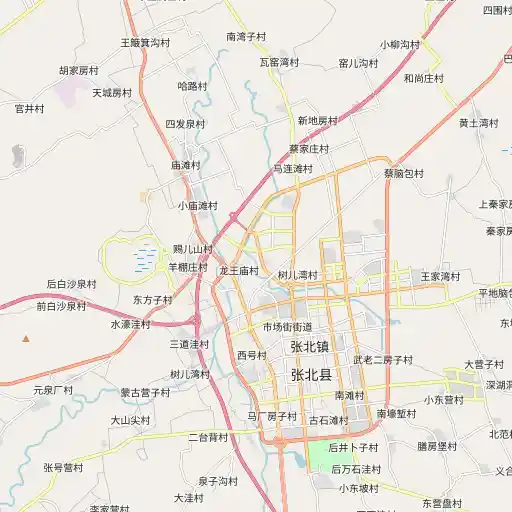 四围村
南湾子村
小柳沟村
王簸箕沟村
瓦窑湾村
窑儿沟村
胡家房村
和尚庄村
哈路村
天城房村
官井村
新地房村
黄土湾村
四发泉村
蔡家庄村
庙滩村
马连滩村
蔡脑包村
小庙滩村
上秦家
赐儿山村
秦家房
羊棚庄村
龙王庙村
树儿湾村
王家湾村
后白沙泉村
平地脑包
前白沙泉村
东方子村
水濠洼村
市场街街道
三道洼村
张北镇
西号村
武老二房子村
大营子村
树儿湾村
张北县
深湖洞
元泉厂村
蒙古营子村
南滩村
小东营村
马厂房子村
大山尖村
古石滩村
南壕堑村
二台背村
北范
后井卜子村
膳房堡村
张号营村
后万石洼村
义合
泉子沟村
小东坡村
大洼村
东营盘村
李家营村